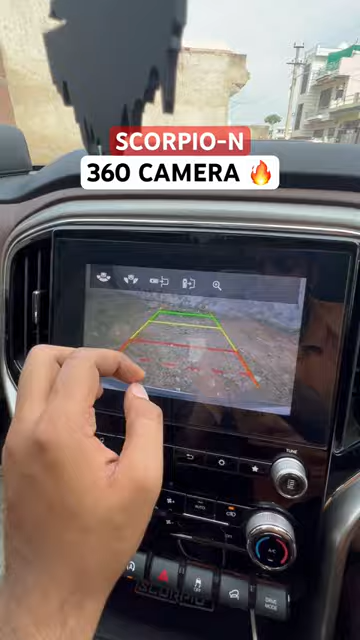 SCORPIO-N
360 CAMERA 🔥
TUNE
AUTO
A/C
DRIVE
MODE
SCORPIO